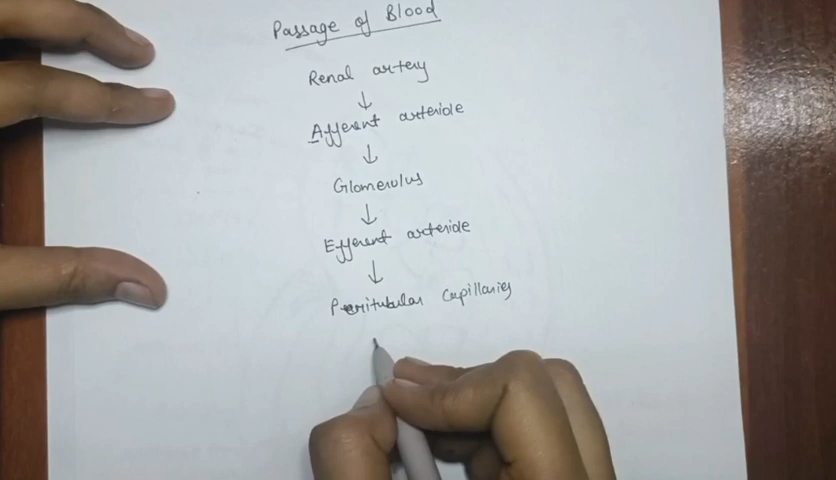 Passage of Blood
Renal artery
↓
Afferent arteriole
↓
Glomerulus
↓
Efferent arteriole
↓
Peritubular Capillaries